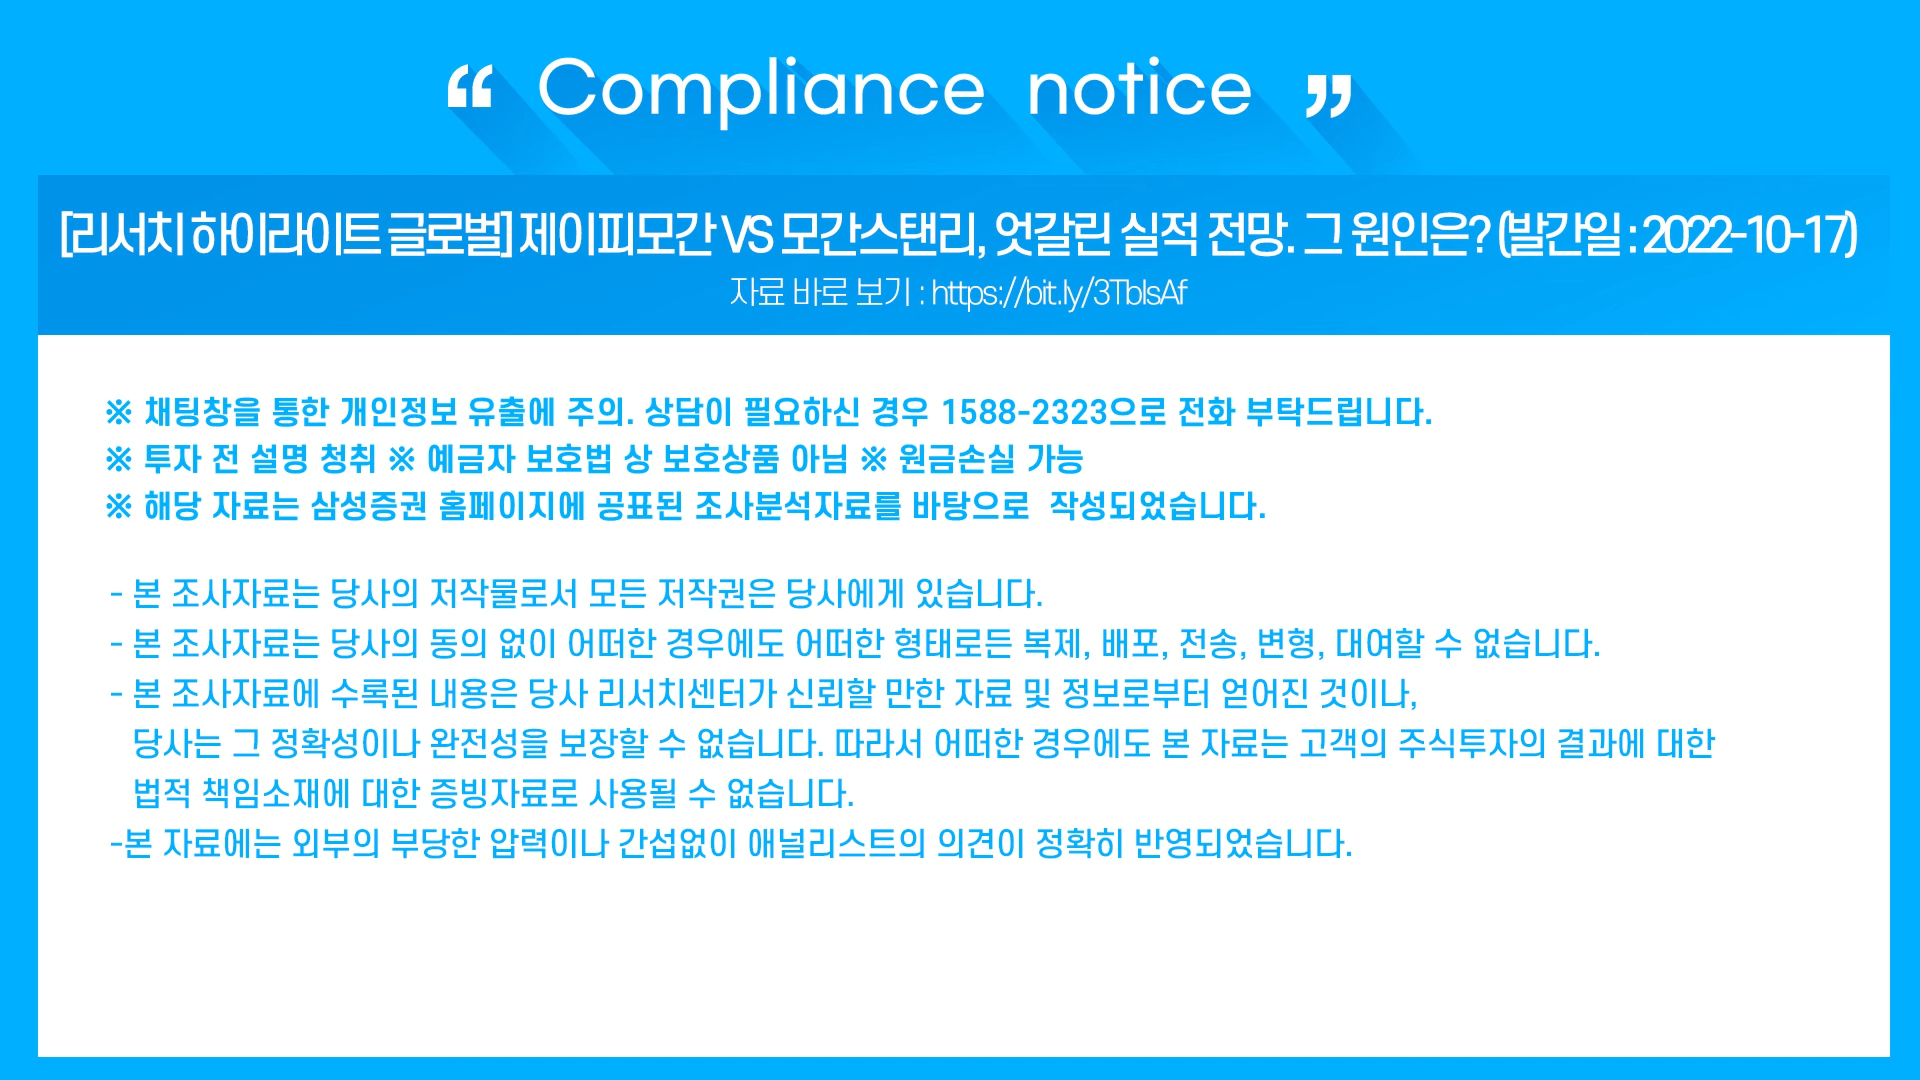 “ Compliance notice ”
[리서치 하이라이트 글로벌] 제이피모간 VS 모간스탠리, 엇갈린 실적 전망. 그 원인은? (발간일 : 2022-10-17)
자료 바로 보기 : https://bit.ly/3TbIsAf
※ 채팅창을 통한 개인정보 유출에 주의. 상담이 필요하신 경우 1588-2323으로 전화 부탁드립니다.
※ 투자 전 설명 청취 ※ 예금자 보호법 상 보호상품 아님 ※ 원금손실 가능
※ 해당 자료는 삼성증권 홈페이지에 공표된 조사분석자료를 바탕으로 작성되었습니다.
- 본 조사자료는 당사의 저작물로서 모든 저작권은 당사에게 있습니다.
- 본 조사자료는 당사의 동의 없이 어떠한 경우에도 어떠한 형태로든 복제, 배포, 전송, 변형, 대여할 수 없습니다.
- 본 조사자료에 수록된 내용은 당사 리서치센터가 신뢰할 만한 자료 및 정보로부터 얻어진 것이나,
당사는 그 정확성이나 완전성을 보장할 수 없습니다. 따라서 어떠한 경우에도 본 자료는 고객의 주식투자의 결과에 대한
법적 책임소재에 대한 증빙자료로 사용될 수 없습니다.
-본 자료에는 외부의 부당한 압력이나 간섭없이 애널리스트의 의견이 정확히 반영되었습니다.